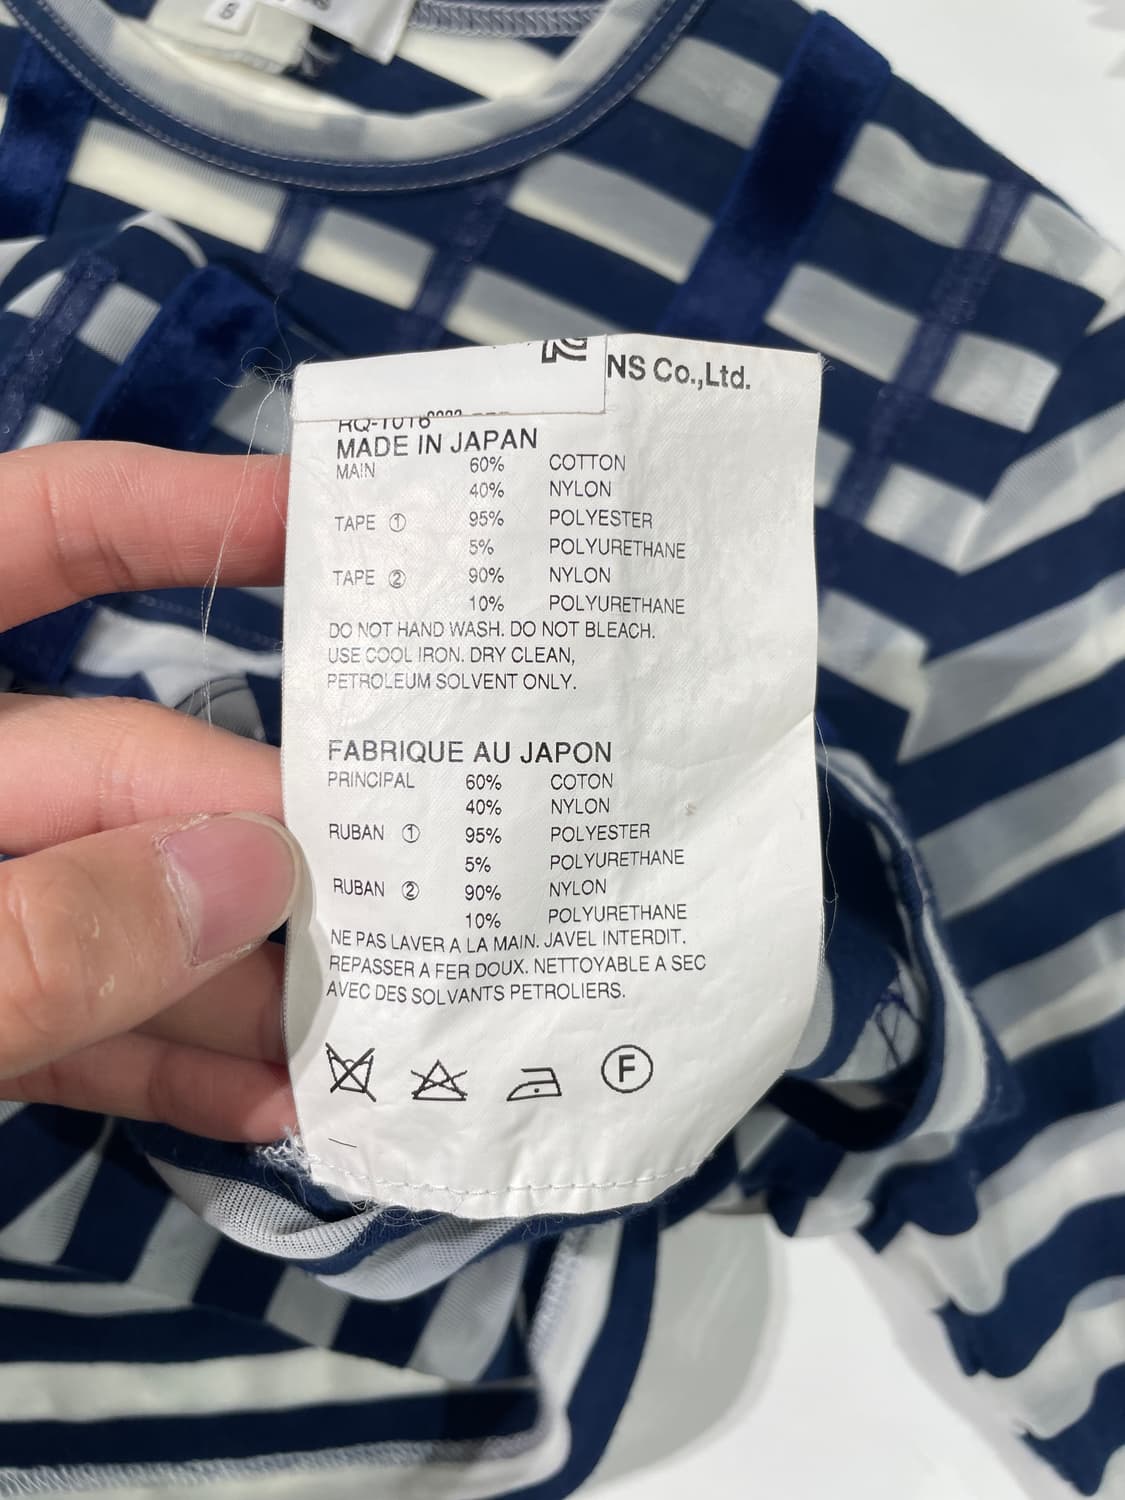 S
NS Co.,Ltd.
RQ-T016
MADE IN JAPAN
MAIN 60% COTTON
40% NYLON
TAPE ① 95% POLYESTER
5% POLYURETHANE
TAPE ② 90% NYLON
10% POLYURETHANE
DO NOT HAND WASH. DO NOT BLEACH.
USE COOL IRON. DRY CLEAN,
PETROLEUM SOLVENT ONLY.
FABRIQUE AU JAPON
PRINCIPAL 60% COTON
40% NYLON
RUBAN ① 95% POLYESTER
5% POLYURETHANE
RUBAN ② 90% NYLON
10% POLYURETHANE
NE PAS LAVER A LA MAIN. JAVEL INTERDIT.
REPASSER A FER DOUX. NETTOYABLE A SEC
AVEC DES SOLVANTS PETROLIERS.
F